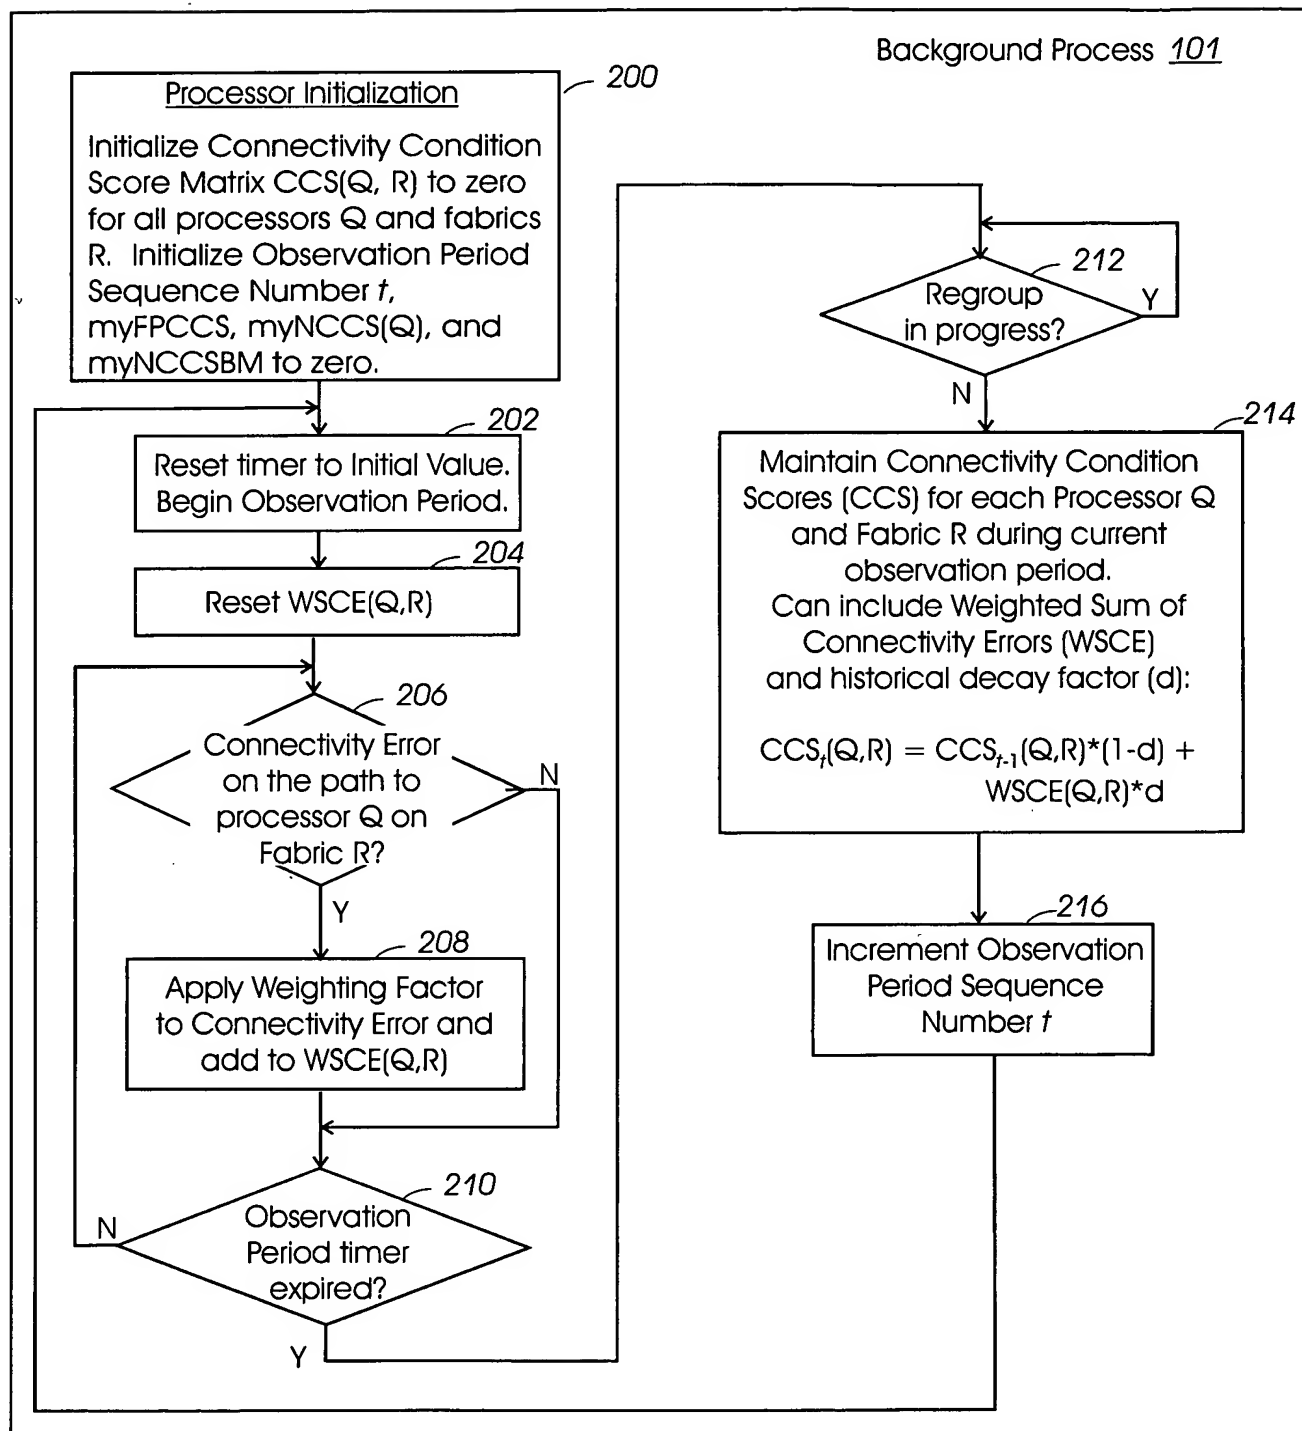 Background Process 101
200
Processor Initialization
Initialize Connectivity Condition
Score Matrix CCS(Q, R) to zero
for all processors Q and fabrics
R. Initialize Observation Period
Sequence Number t,
myFPCCS, myNCCS(Q), and
myNCCSBM to zero.
202
Reset timer to Initial Value.
Begin Observation Period.
204
Reset WSCE(Q,R)
206
Connectivity Error
on the path to
processor Q on
Fabric R?
N
Y
208
Apply Weighting Factor
to Connectivity Error and
add to WSCE(Q,R)
210
Observation
Period timer
expired?
N
Y
212
Regroup
in progress?
Y
N
214
Maintain Connectivity Condition
Scores (CCS) for each Processor Q
and Fabric R during current
observation period.
Can include Weighted Sum of
Connectivity Errors (WSCE)
and historical decay factor (d):
CCSt(Q,R) = CCSt-1(Q,R)*(1-d) +
WSCE(Q,R)*d
216
Increment Observation
Period Sequence
Number t